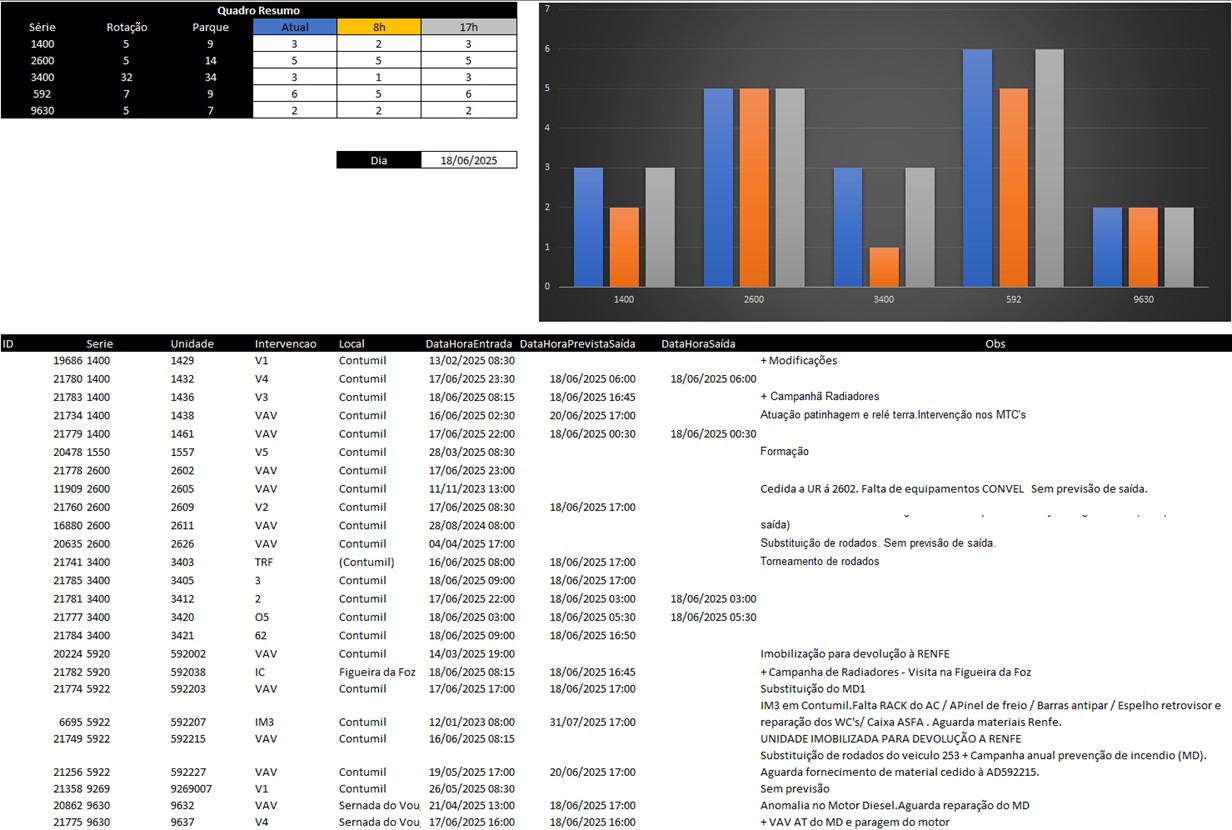 Quadro Resumo
Série Rotação Parque Atual 8h 17h
1400 5 9 3 2 3
2600 5 14 5 5 5
3400 32 34 3 1 3
592 7 9 6 5 6
9630 5 7 2 2 2
Dia 18/06/2025
7
6
5
4
3
2
1
0
1400 2600 3400 592 9630
ID Serie Unidade Intervencao Local DataHoraEntrada DataHoraPrevistaSaída DataHoraSaída Obs
19686 1400 1429 V1 Contumil 13/02/2025 08:30 + Modificações
21780 1400 1432 V4 Contumil 17/06/2025 23:30 18/06/2025 06:00 18/06/2025 06:00
21783 1400 1436 V3 Contumil 18/06/2025 08:15 18/06/2025 16:45 + Campanhã Radiadores
21734 1400 1438 VAV Contumil 16/06/2025 02:30 20/06/2025 17:00 Atuação patinhagem e relé terra.Intervenção nos MTC's
21779 1400 1461 VAV Contumil 17/06/2025 22:00 18/06/2025 00:30 18/06/2025 00:30
20478 1550 1557 V5 Contumil 28/03/2025 08:30 Formação
21778 2600 2602 VAV Contumil 17/06/2025 23:00
11909 2600 2605 VAV Contumil 11/11/2023 13:00 Cedida a UR á 2602. Falta de equipamentos CONVEL Sem previsão de saída.
21760 2600 2609 V2 Contumil 17/06/2025 08:30 18/06/2025 17:00
16880 2600 2611 VAV Contumil 28/08/2024 08:00 saída)
20635 2600 2626 VAV Contumil 04/04/2025 17:00 Substituição de rodados. Sem previsão de saída.
21741 3400 3403 TRF (Contumil) 16/06/2025 08:00 18/06/2025 17:00 Torneamento de rodados
21785 3400 3405 3 Contumil 18/06/2025 09:00 18/06/2025 17:00
21781 3400 3412 2 Contumil 17/06/2025 22:00 18/06/2025 03:00 18/06/2025 03:00
21777 3400 3420 O5 Contumil 18/06/2025 03:00 18/06/2025 05:30 18/06/2025 05:30
21784 3400 3421 62 Contumil 18/06/2025 09:00 18/06/2025 16:50
20224 5920 592002 VAV Contumil 14/03/2025 19:00 Imobilização para devolução à RENFE
21782 5920 592038 IC Figueira da Foz 18/06/2025 08:15 18/06/2025 16:45 + Campanha de Radiadores - Visita na Figueira da Foz
21774 5922 592203 VAV Contumil 17/06/2025 17:00 18/06/2025 17:00 Substituição do MD1
IM3 em Contumil.Falta RACK do AC / APinel de freio / Barras antipar / Espelho retrovisor e
6695 5922 592207 IM3 Contumil 12/01/2023 08:00 31/07/2025 17:00 reparação dos WC's/ Caixa ASFA . Aguarda materiais Renfe.
21749 5922 592215 VAV Contumil 16/06/2025 08:15 UNIDADE IMOBILIZADA PARA DEVOLUÇÃO A RENFE
Substituição de rodados do veiculo 253 + Campanha anual prevenção de incendio (MD).
21256 5922 592227 VAV Contumil 19/05/2025 17:00 20/06/2025 17:00 Aguarda fornecimento de material cedido à AD592215.
21358 9269 9269007 V1 Contumil 26/05/2025 08:30 Sem previsão
20862 9630 9632 VAV Sernada do Vou 21/04/2025 13:00 18/06/2025 17:00 Anomalia no Motor Diesel.Aguarda reparação do MD
21775 9630 9637 V4 Sernada do Vou 17/06/2025 16:00 18/06/2025 16:00 + VAV AT do MD e paragem do motor